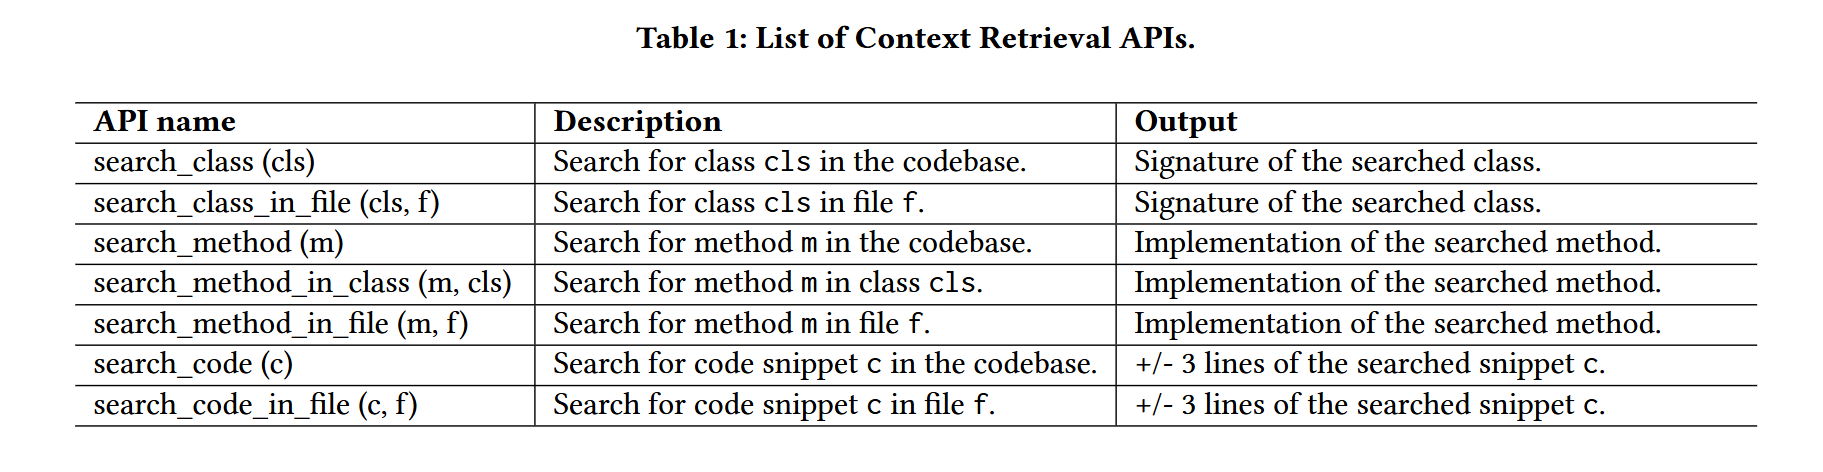 Table 1: List of Context Retrieval APIs.
API name Description Output
search_class (cls) Search for class cls in the codebase. Signature of the searched class.
search_class_in_file (cls, f) Search for class cls in file f. Signature of the searched class.
search_method (m) Search for method m in the codebase. Implementation of the searched method.
search_method_in_class (m, cls) Search for method m in class cls. Implementation of the searched method.
search_method_in_file (m, f) Search for method m in file f. Implementation of the searched method.
search_code (c) Search for code snippet c in the codebase. +/- 3 lines of the searched snippet c.
search_code_in_file (c, f) Search for code snippet c in file f. +/- 3 lines of the searched snippet c.